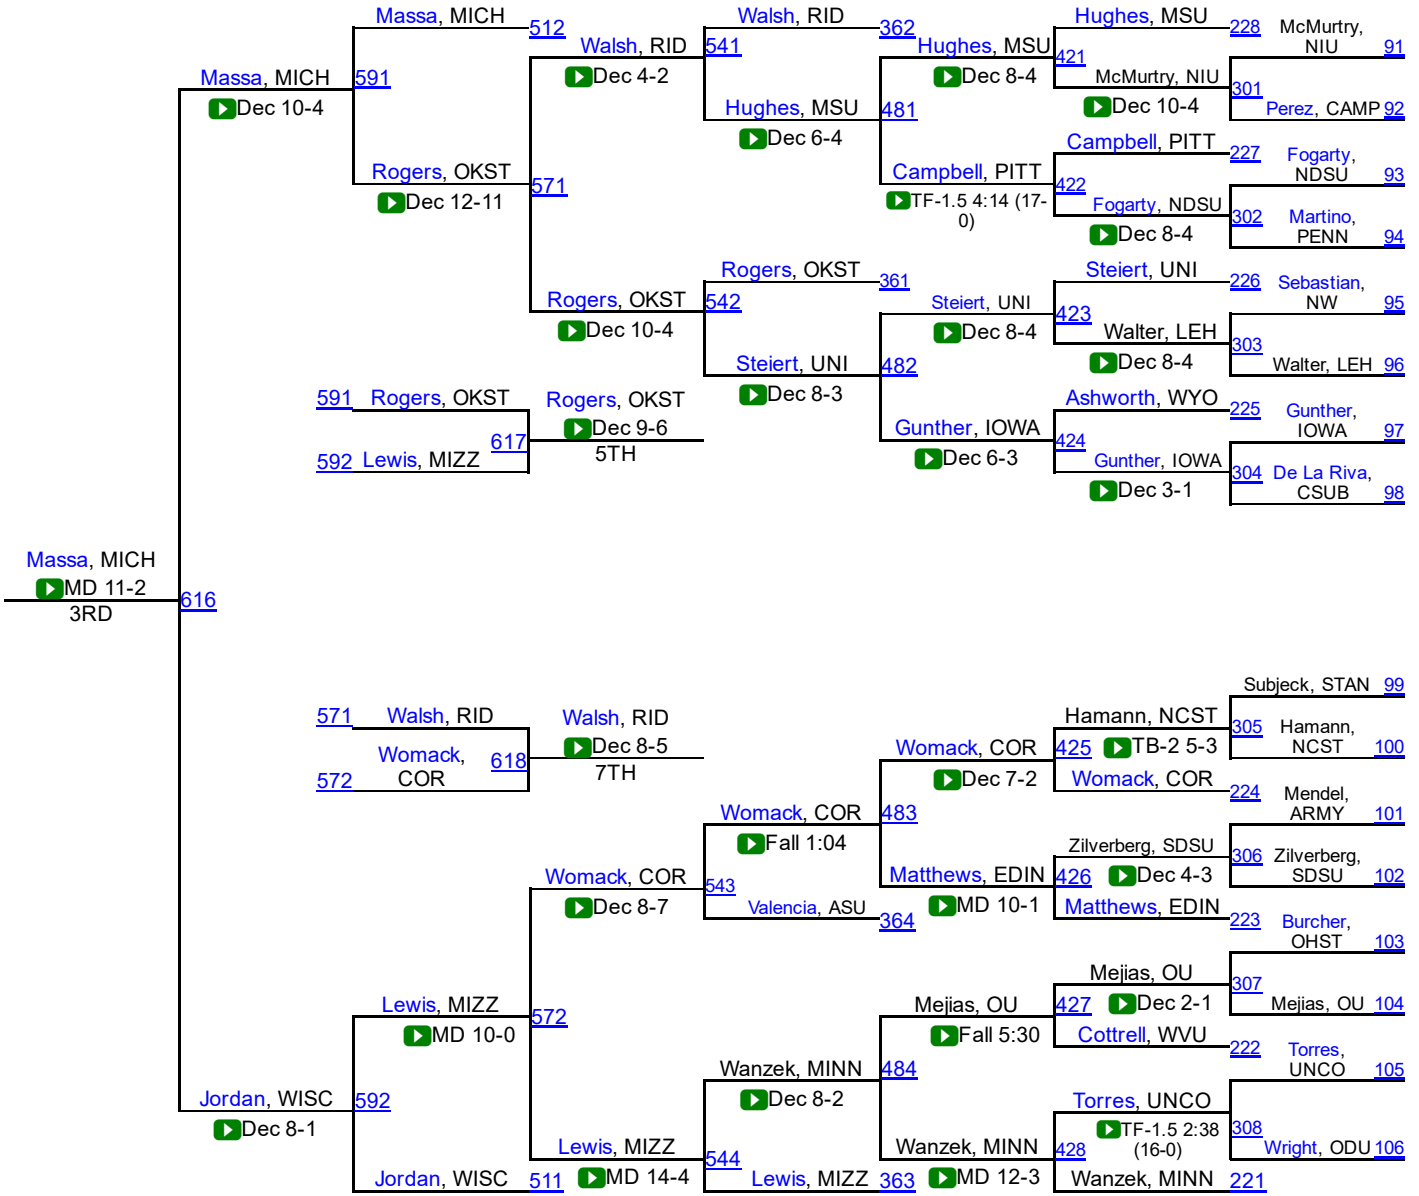 Massa, MICH
512
Walsh, RID
362
Hughes, MSU
228
McMurtry,
NIU
91
Walsh, RID
Dec 4-2
541
Hughes, MSU
Dec 8-4
421
McMurtry, NIU
Dec 10-4
301
Perez, CAMP
92
Massa, MICH
Dec 10-4
591
Hughes, MSU
Dec 6-4
481
Campbell, PITT
227
Fogarty,
NDSU
93
Rogers, OKST
Dec 12-11
571
Campbell, PITT
TF-1.5 4:14 (17-
0)
422
Fogarty, NDSU
Dec 8-4
302
Martino,
PENN
94
Rogers, OKST
361
Steiert, UNI
226
Sebastian,
NW
95
Rogers, OKST
Dec 10-4
542
Steiert, UNI
Dec 8-4
423
Walter, LEH
Dec 8-4
303
Walter, LEH
96
Steiert, UNI
Dec 8-3
482
591
Rogers, OKST
617
592
Lewis, MIZZ
Rogers, OKST
Dec 9-6
5TH
Ashworth, WYO
225
Gunther,
IOWA
97
Gunther, IOWA
Dec 6-3
424
Gunther, IOWA
Dec 3-1
304
De La Riva,
CSUB
98
Massa, MICH
MD 11-2
3RD
616
Subjeck, STAN
99
571
Walsh, RID
618
572
Womack,
COR
Walsh, RID
Dec 8-5
7TH
Hamann, NCST
TB-2 5-3
305
Hamann,
NCST
100
Womack, COR
Dec 7-2
425
Womack, COR
224
Mendel,
ARMY
101
Womack, COR
Fall 1:04
483
Zilverberg, SDSU
Dec 4-3
306
Zilverberg,
SDSU
102
Womack, COR
Dec 8-7
543
Matthews, EDIN
MD 10-1
426
Matthews, EDIN
223
Burcher,
OHST
103
Valencia, ASU
364
Mejias, OU
Dec 2-1
307
Mejias, OU
104
Lewis, MIZZ
MD 10-0
572
Mejias, OU
Fall 5:30
427
Cottrell, WVU
222
Torres,
UNCO
105
Wanzek, MINN
Dec 8-2
484
Torres, UNCO
TF-1.5 2:38
(16-0)
308
Wright, ODU
106
Jordan, WISC
Dec 8-1
592
Lewis, MIZZ
MD 14-4
544
Wanzek, MINN
MD 12-3
428
Jordan, WISC
511
Lewis, MIZZ
363
Wanzek, MINN
221